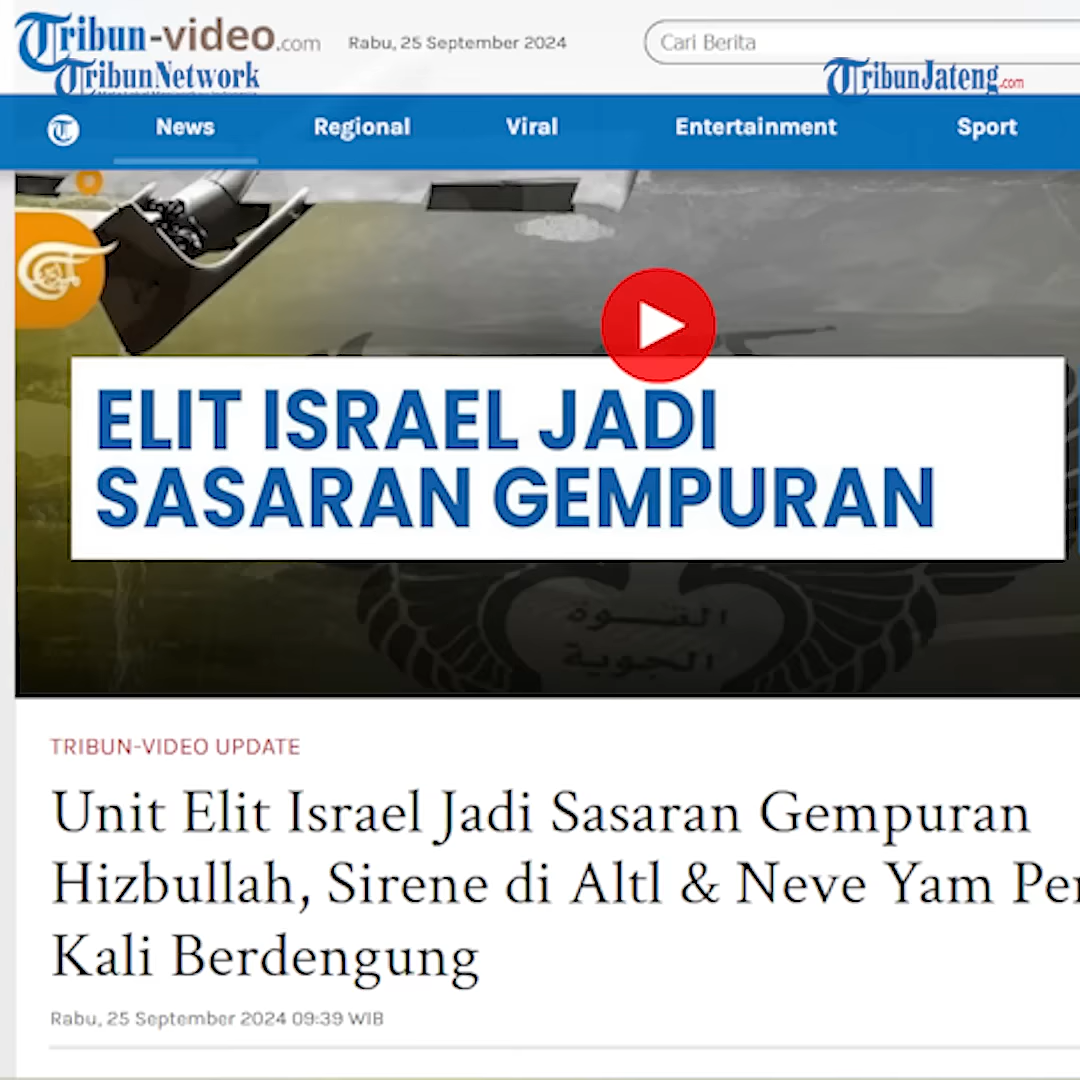 Tribun-video.com
Rabu, 25 September 2024
Cari Berita
TribunNetwork
TribunJateng.com
News
Regional
Viral
Entertainment
Sport
ELIT ISRAEL JADI
SASARAN GEMPURAN
القوة
الجوية
TRIBUN-VIDEO UPDATE
Unit Elit Israel Jadi Sasaran Gempuran
Hizbullah, Sirene di Altl & Neve Yam Per
Kali Berdengung
Rabu, 25 September 2024 09:39 WIB